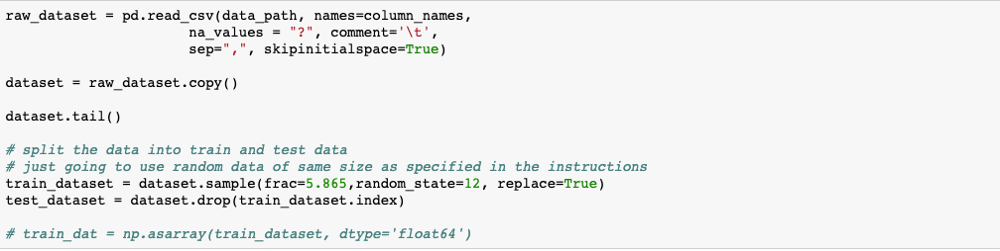 raw_dataset = pd.read_csv(data_path, names=column_names,
                      na_values = "?", comment='\t',
                      sep=",", skipinitialspace=True)
dataset = raw_dataset.copy()
dataset.tail()
# split the data into train and test data
# just going to use random data of same size as specified in the instructions
train_dataset = dataset.sample(frac=5.865,random_state=12, replace=True)
test_dataset = dataset.drop(train_dataset.index)
# train_dat = np.asarray(train_dataset, dtype='float64')